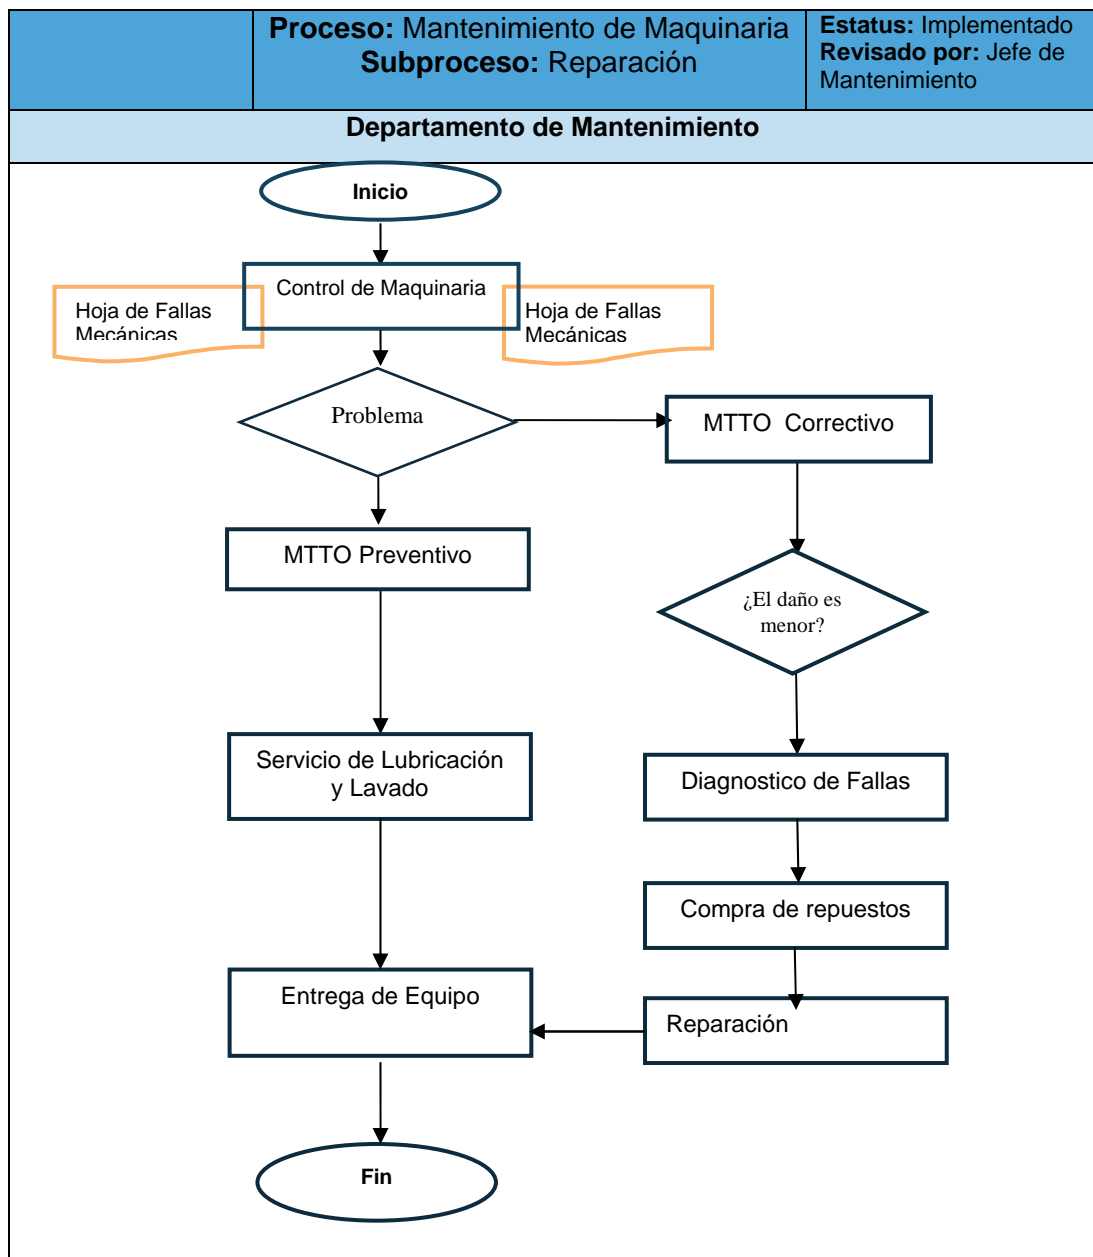 Proceso: Mantenimiento de Maquinaria
Subproceso: Reparación
Estatus: Implementado
Revisado por: Jefe de
Mantenimiento
Departamento de Mantenimiento
Inicio
Control de Maquinaria
Hoja de Fallas
Mecánicas
Hoja de Fallas
Mecánicas
Problema
MTTO  Correctivo
MTTO Preventivo
¿El daño es
menor?
Servicio de Lubricación
y Lavado
Diagnostico de Fallas
Compra de repuestos
Entrega de Equipo
Reparación
Fin